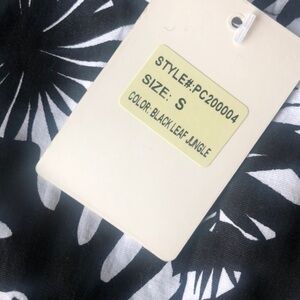 STYLE#:PC200004
SIZE: S
COLOR:BLACK LEAF JUNGLE